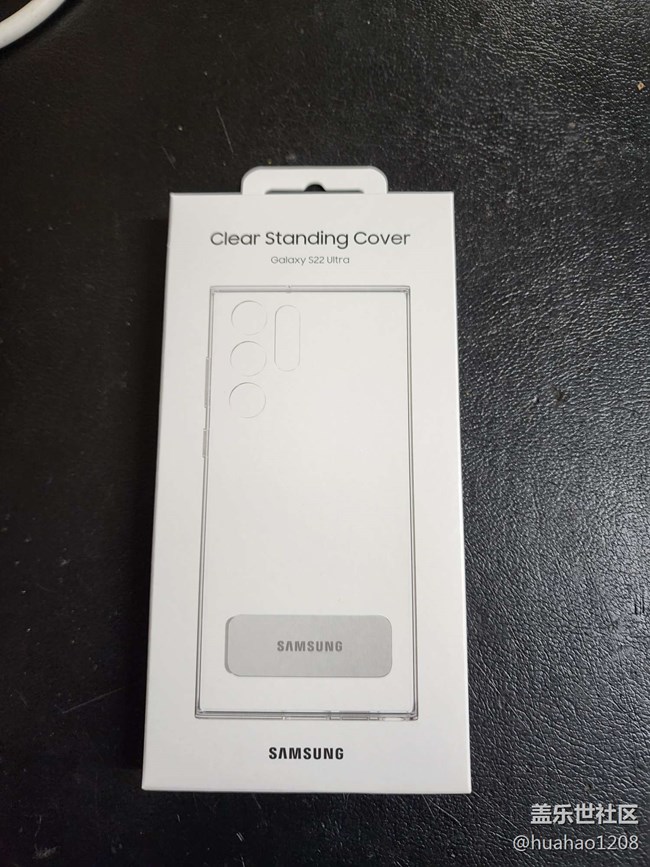 Clear Standing Cover
Galaxy S22 Ultra
SAMSUNG
SAMSUNG
盖乐世社区
@huahao1208